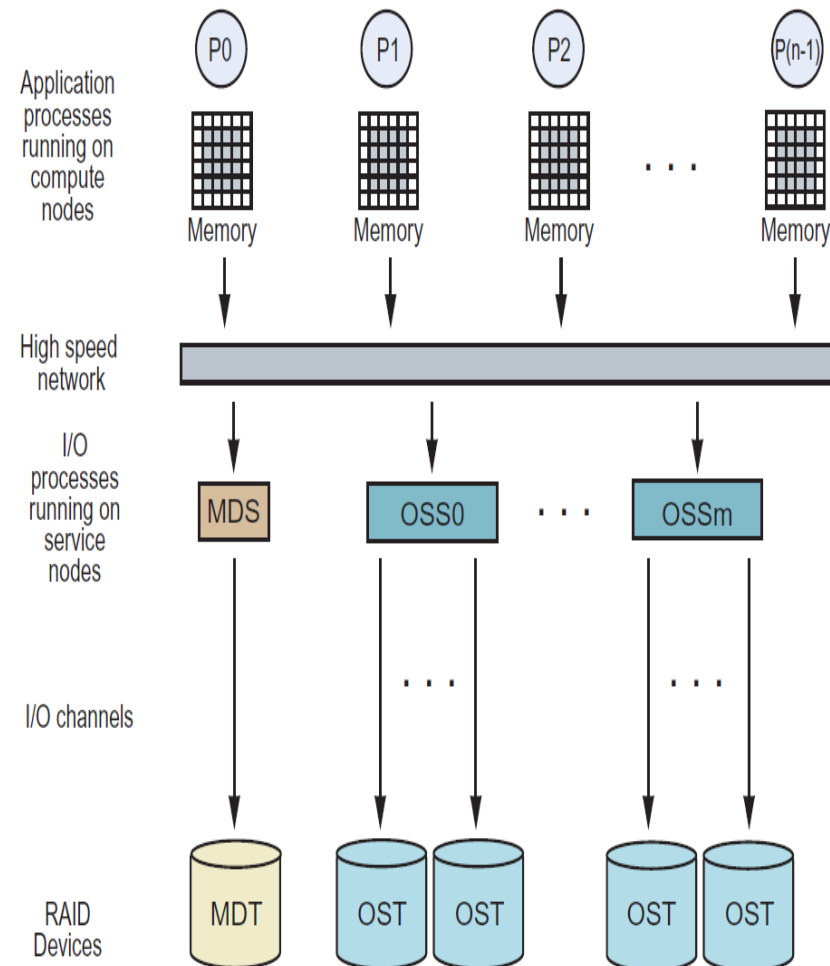 P0
P1
P2
P(n-1)
Application
processes
running on
compute
nodes
Memory
Memory
Memory
. . .
Memory
High speed
network
I/O
processes
running on
service
nodes
MDS
OSS0
. . .
OSSm
. . .
. . .
I/O channels
RAID
Devices
MDT
OST
OST
OST
OST